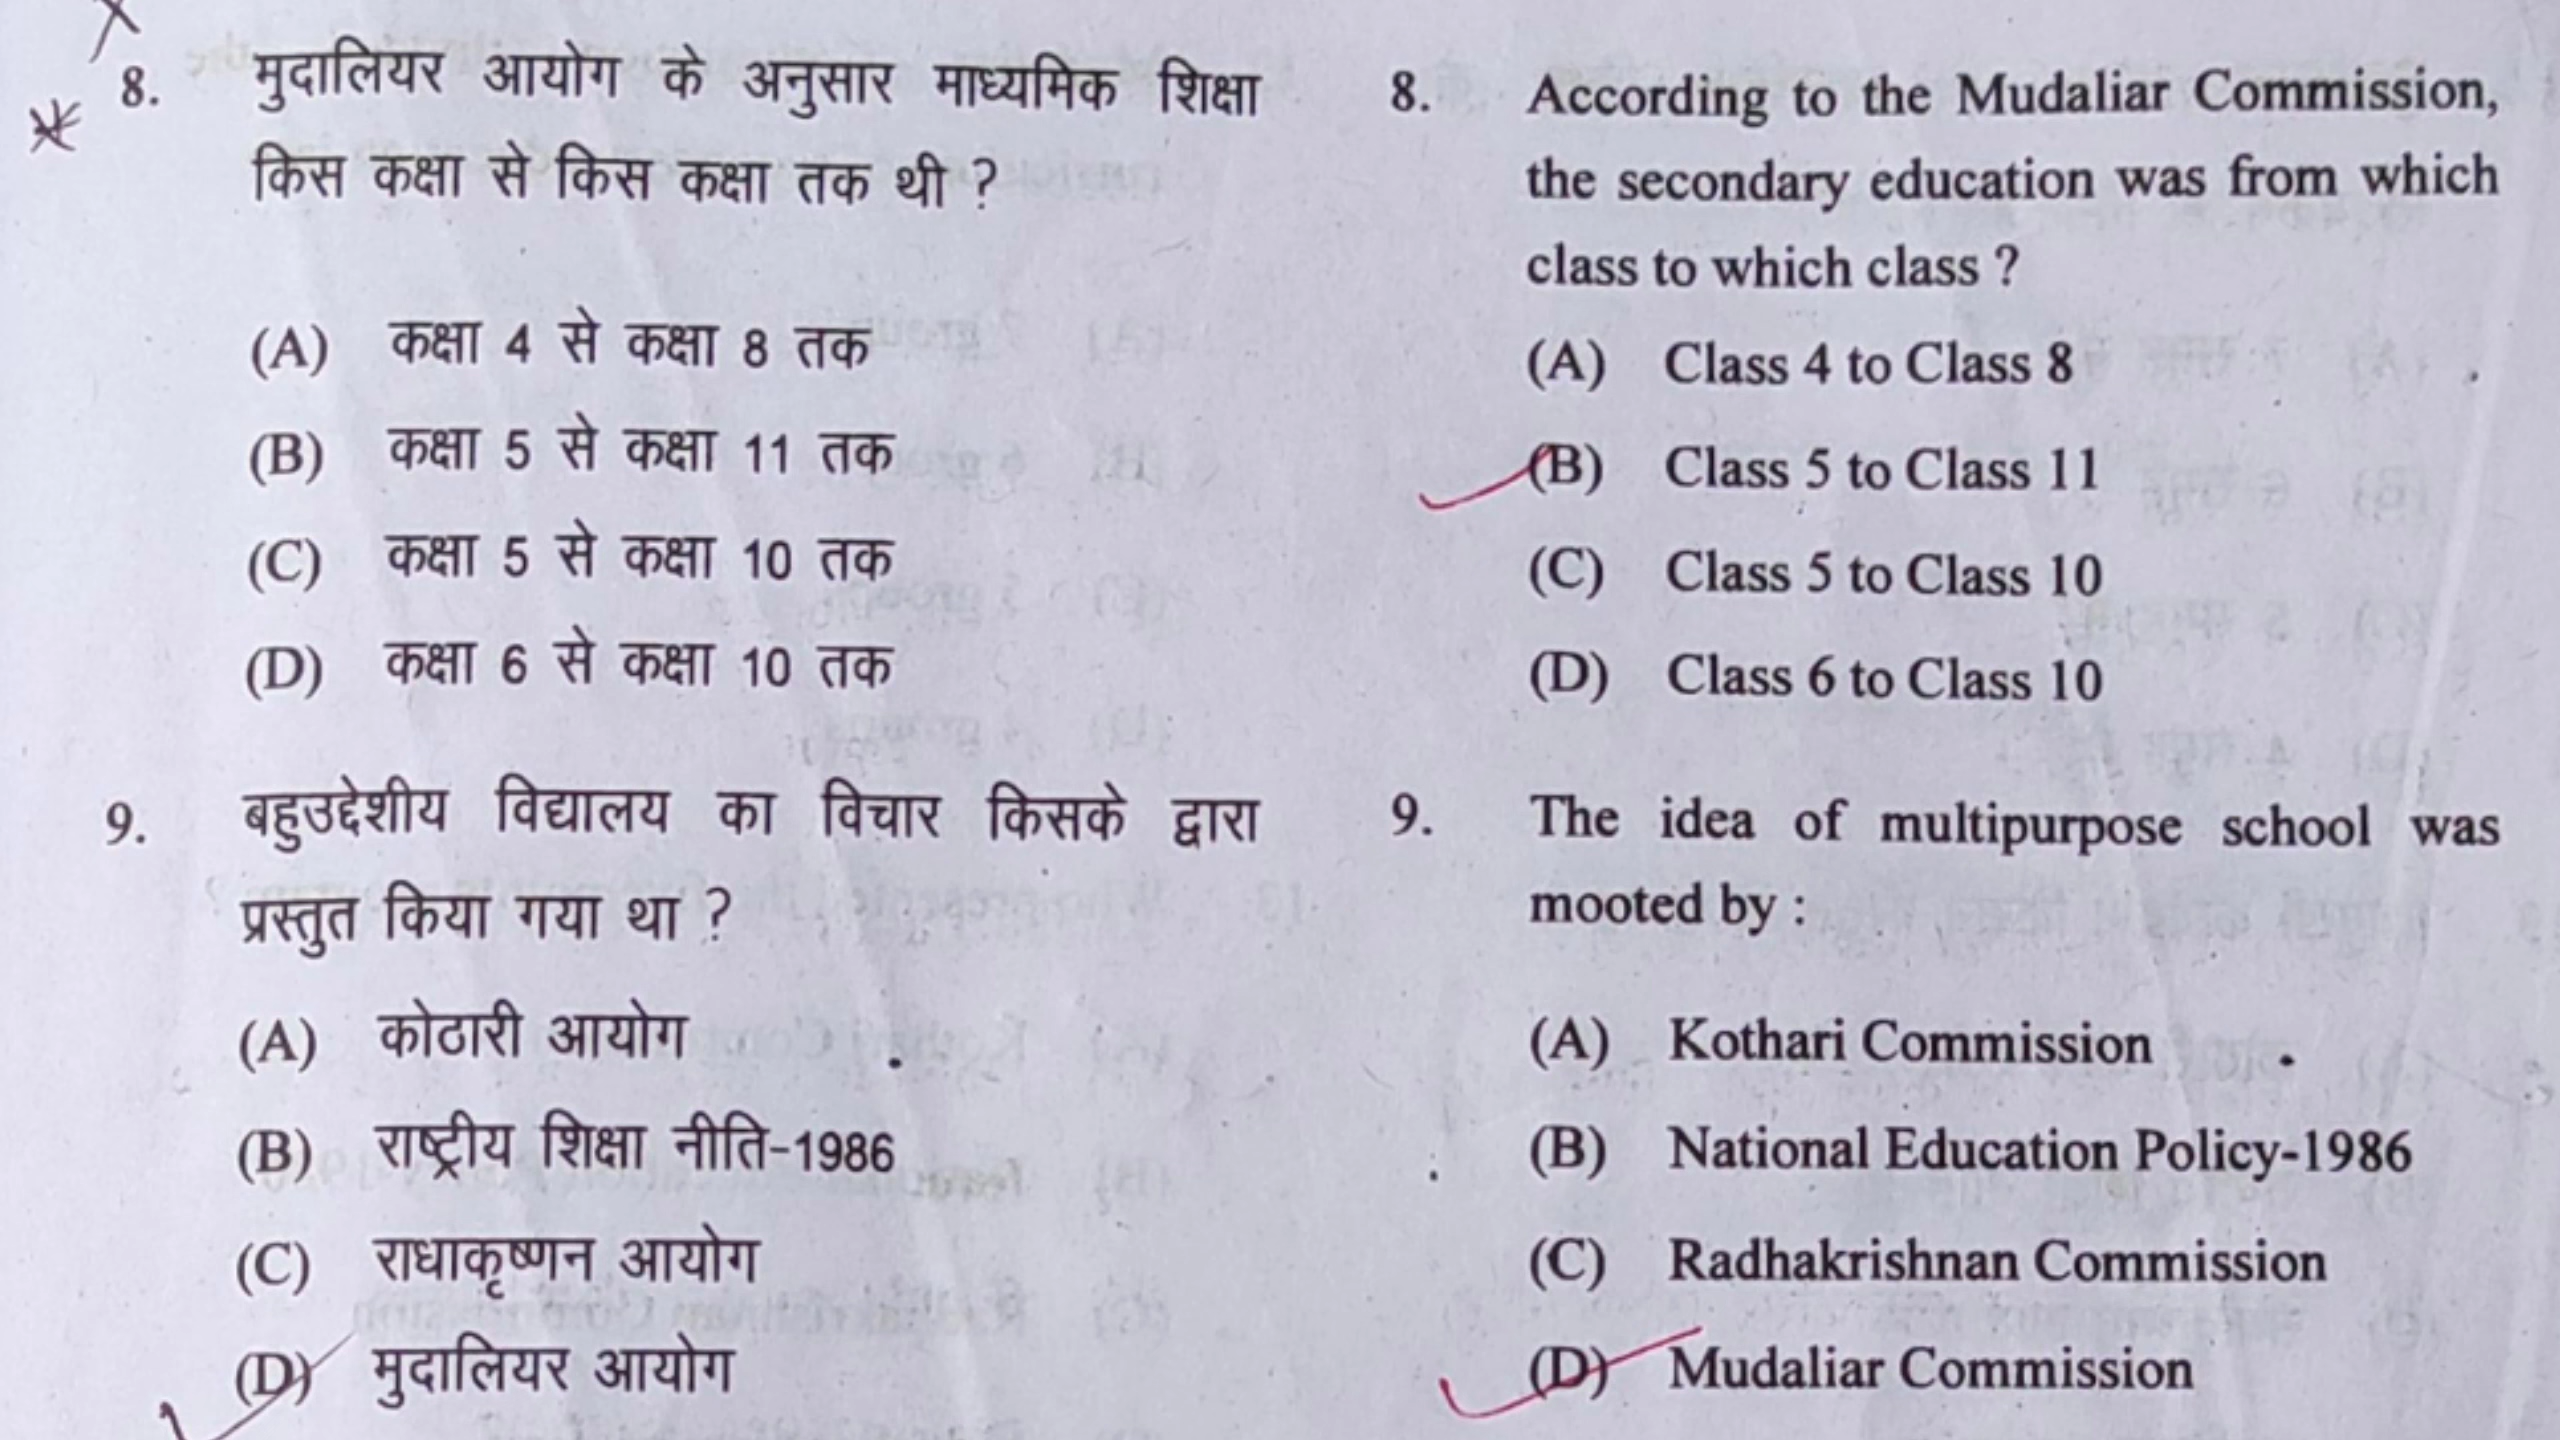 8. मुदालियर आयोग के अनुसार माध्यमिक शिक्षा
किस कक्षा से किस कक्षा तक थी ?
(A) कक्षा 4 से कक्षा 8 तक
(B) कक्षा 5 से कक्षा 11 तक
(C) कक्षा 5 से कक्षा 10 तक
(D) कक्षा 6 से कक्षा 10 तक
9. बहुउद्देशीय विद्यालय का विचार किसके द्वारा
प्रस्तुत किया गया था ?
(A) कोठारी आयोग
(B) राष्ट्रीय शिक्षा नीति-1986
(C) राधाकृष्णन आयोग
(D) मुदालियर आयोग
8. According to the Mudaliar Commission,
the secondary education was from which
class to which class ?
(A) Class 4 to Class 8
(B) Class 5 to Class 11
(C) Class 5 to Class 10
(D) Class 6 to Class 10
9. The idea of multipurpose school was
mooted by :
(A) Kothari Commission
(B) National Education Policy-1986
(C) Radhakrishnan Commission
(D) Mudaliar Commission